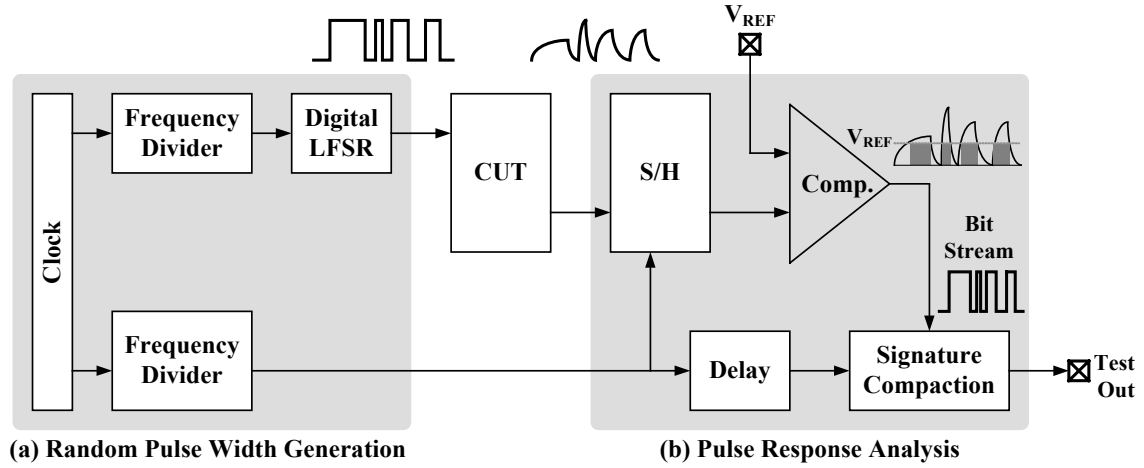 V_REF
Frequency
Divider
Digital
LFSR
CUT
S/H
Comp.
V_REF
Clock
Bit
Stream
Frequency
Divider
Delay
Signature
Compaction
Test
Out
(a) Random Pulse Width Generation
(b) Pulse Response Analysis